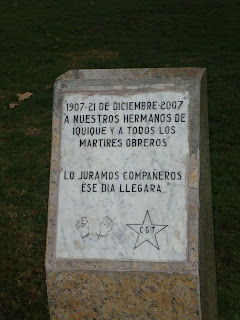 1907-21 DE DICIEMBRE-2007
A NUESTROS HERMANOS DE
IQUIQUE Y A TODOS LOS
MARTIRES OBREROS
LO JURAMOS COMPAÑEROS
ESE DIA LLEGARA
CGT